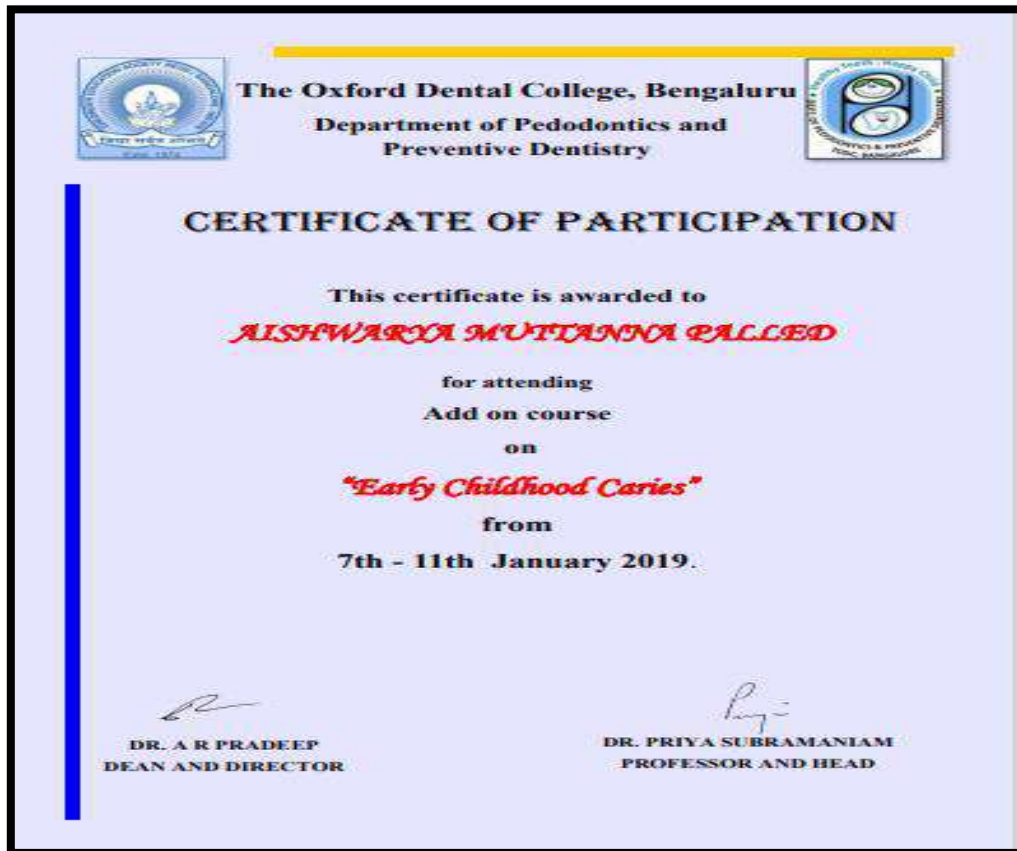 The Oxford Dental College, Bengaluru
Department of Pedodontics and
Preventive Dentistry
CERTIFICATE OF PARTICIPATION
This certificate is awarded to
AISHWARYA MUTTANNA PALLED
for attending
Add on course
on
“Early Childhood Caries”
from
7th - 11th January 2019.
DR. A R PRADEEP
DEAN AND DIRECTOR
DR. PRIYA SUBRAMANIAM
PROFESSOR AND HEAD